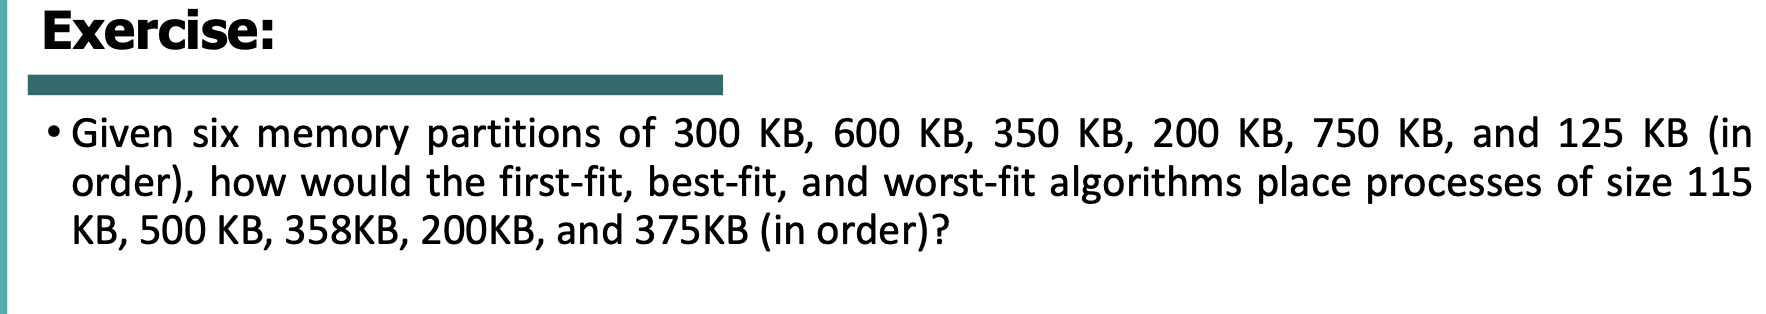 Exercise:
• Given six memory partitions of 300 KB, 600 KB, 350 KB, 200 KB, 750 KB, and 125 KB (in
order), how would the first-fit, best-fit, and worst-fit algorithms place processes of size 115
KB, 500 KB, 358KB, 200KB, and 375KB (in order)?